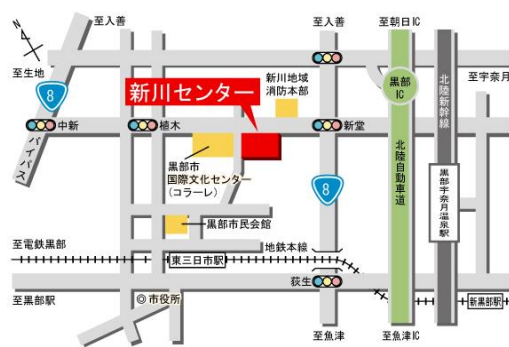 N
至入善
至入善
至朝日IC
至生地
8
新川地域
消防本部
黒部
IC
至宇奈月
新川センター
中新
植木
新堂
バイパス
黒部市
国際文化センター
(コラーレ)
8
北陸自動車道
北陸新幹線
黒部宇奈月温泉駅
黒部市民会館
至電鉄黒部
地鉄本線
東三日市駅
荻生
至黒部駅
◎市役所
新黒部駅
至魚津
至魚津IC